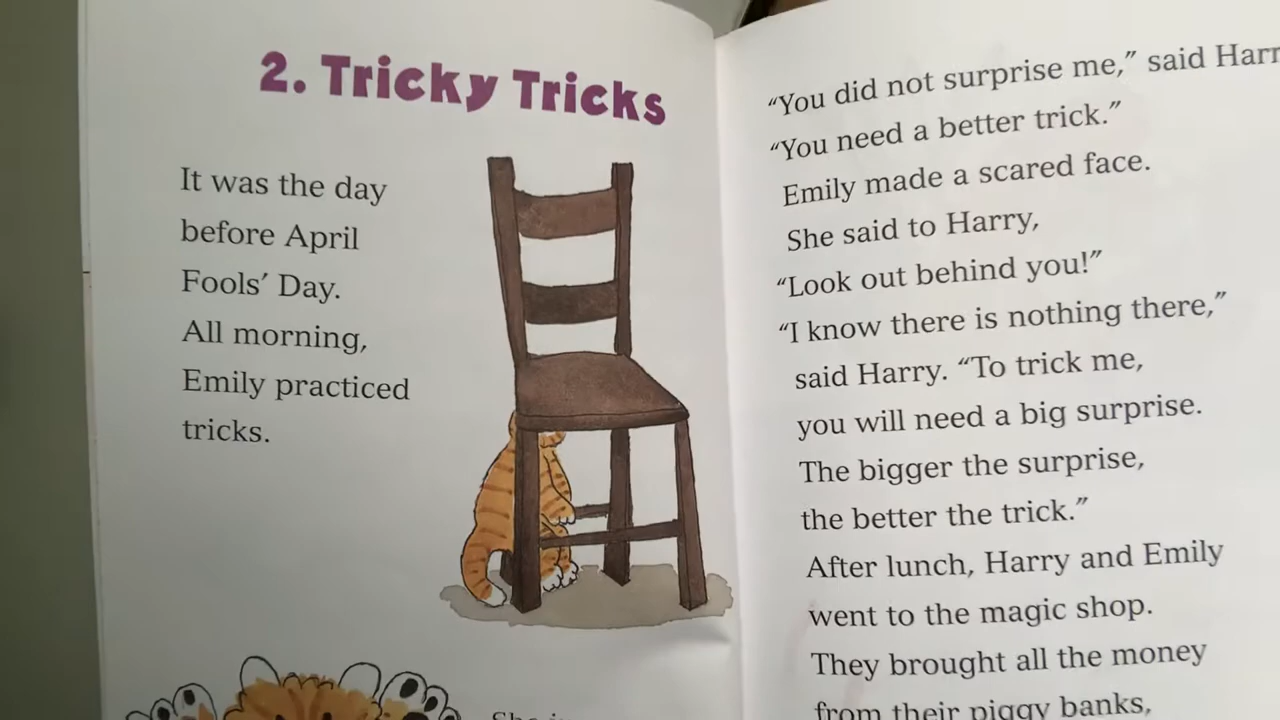 2. Tricky Tricks
It was the day
before April
Fools’ Day.
All morning,
Emily practiced
tricks.
“You did not surprise me,” said
“You need a better trick.”
Emily made a scared face.
She said to Harry,
“Look out behind you!”
“I know there is nothing there,”
said Harry. “To trick me,
you will need a big surprise.
The bigger the surprise,
the better the trick.”
After lunch, Harry and Emily
went to the magic shop.
They brought all the money
from their piggy banks,